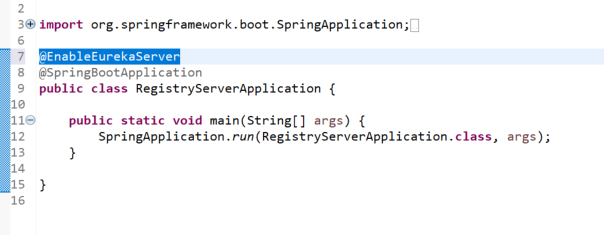 2
3 import org.springframework.boot.SpringApplication;
6
7 @EnableEurekaServer
8 @SpringBootApplication
9 public class RegistryServerApplication {
10
11 public static void main(String[] args) {
12 SpringApplication.run(RegistryServerApplication.class, args);
13 }
14
15 }
16